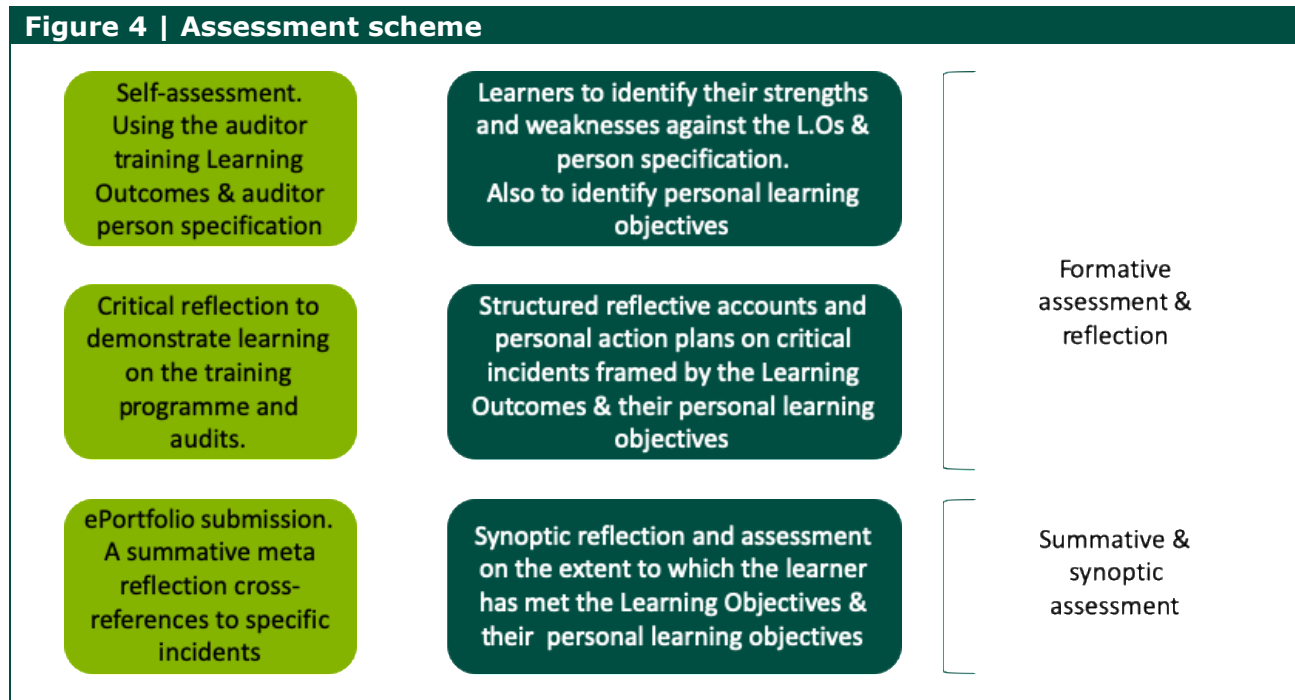 Figure 4 | Assessment scheme
Self-assessment.
Using the auditor
training Learning
Outcomes & auditor
person specification
Learners to identify their strengths
and weaknesses against the L.Os &
person specification.
Also to identify personal learning
objectives
Critical reflection to
demonstrate learning
on the training
programme and
audits.
Structured reflective accounts and
personal action plans on critical
incidents framed by the Learning
Outcomes & their personal learning
objectives
Formative
assessment &
reflection
ePortfolio submission.
A summative meta
reflection cross-
references to specific
incidents
Synoptic reflection and assessment
on the extent to which the learner
has met the Learning Objectives &
their  personal learning objectives
Summative &
synoptic
assessment